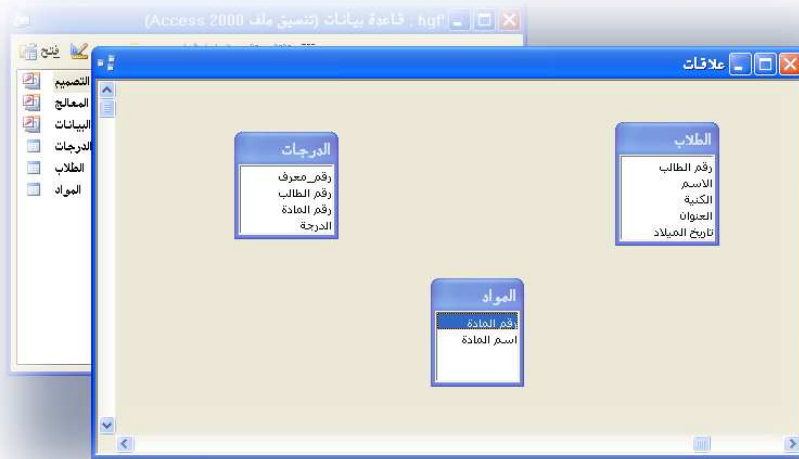 hgf' : قاعدة بيانات (تنسيق ملف Access 2000)
فتح
التصميم
المعالج
البيانات
الدرجات
الطلاب
المواد
علاقات
الطلاب
رقم الطالب
الاسم
الكنية
العنوان
تاريخ الميلاد
الدرجات
رقم_معرف
رقم الطالب
رقم المادة
الدرجة
المواد
رقم المادة
اسم المادة